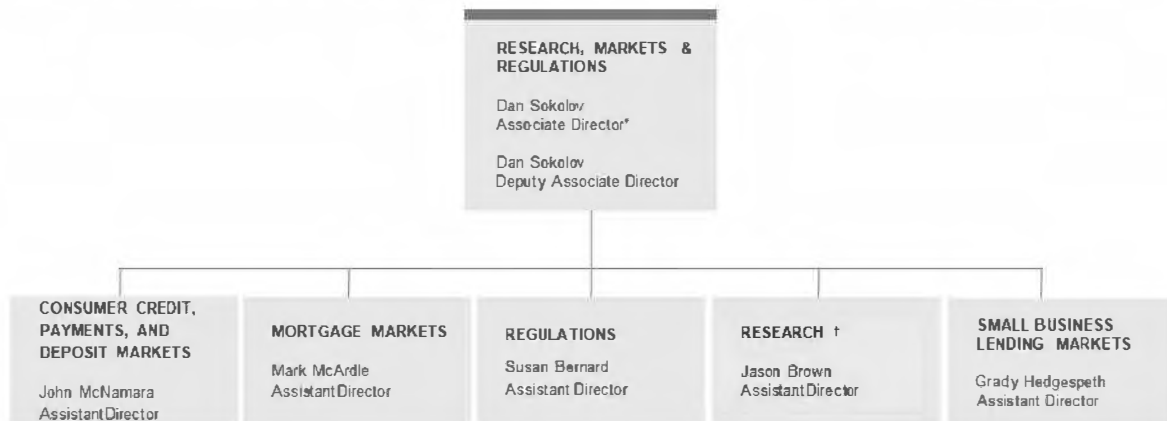 RESEARCH, MARKETS &
REGULATIONS
Dan Sokolov
Associate Director*
Dan Sokolov
Deputy Associate Director
CONSUMER CREDIT,
PAYMENTS, AND
DEPOSIT MARKETS
John McNamara
Assistant Director
MORTGAGE MARKETS
Mark McArdle
Assistant Director
REGULATIONS
Susan Bernard
Assistant Director
RESEARCH †
Jason Brown
Assistant Director
SMALL BUSINESS
LENDING MARKETS
Grady Hedgespeth
Assistant Director